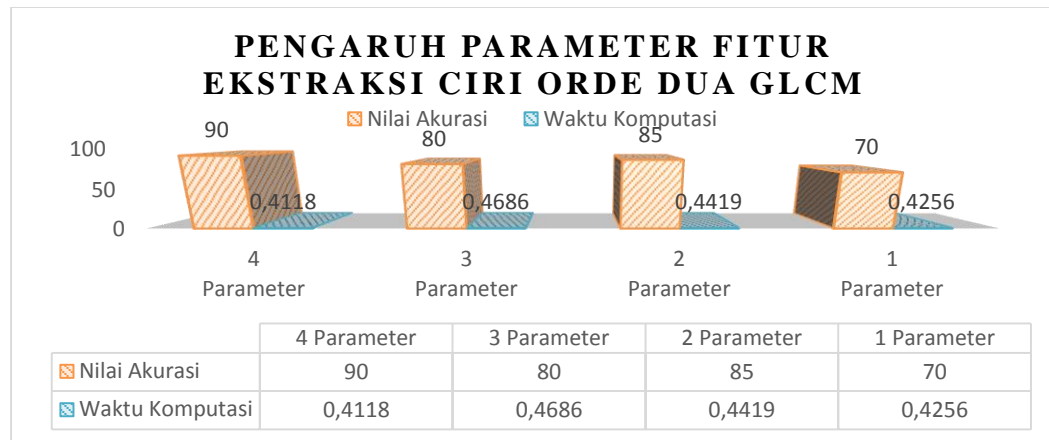 PENGARUH PARAMETER FITUR
EKSTRAKSI CIRI ORDE DUA GLCM
Nilai Akurasi Waktu Komputasi
90 80 85 70
100
50
0
0,4118 0,4686 0,4419 0,4256
4 3 2 1
Parameter Parameter Parameter Parameter
4 Parameter 3 Parameter 2 Parameter 1 Parameter
Nilai Akurasi 90 80 85 70
Waktu Komputasi 0,4118 0,4686 0,4419 0,4256